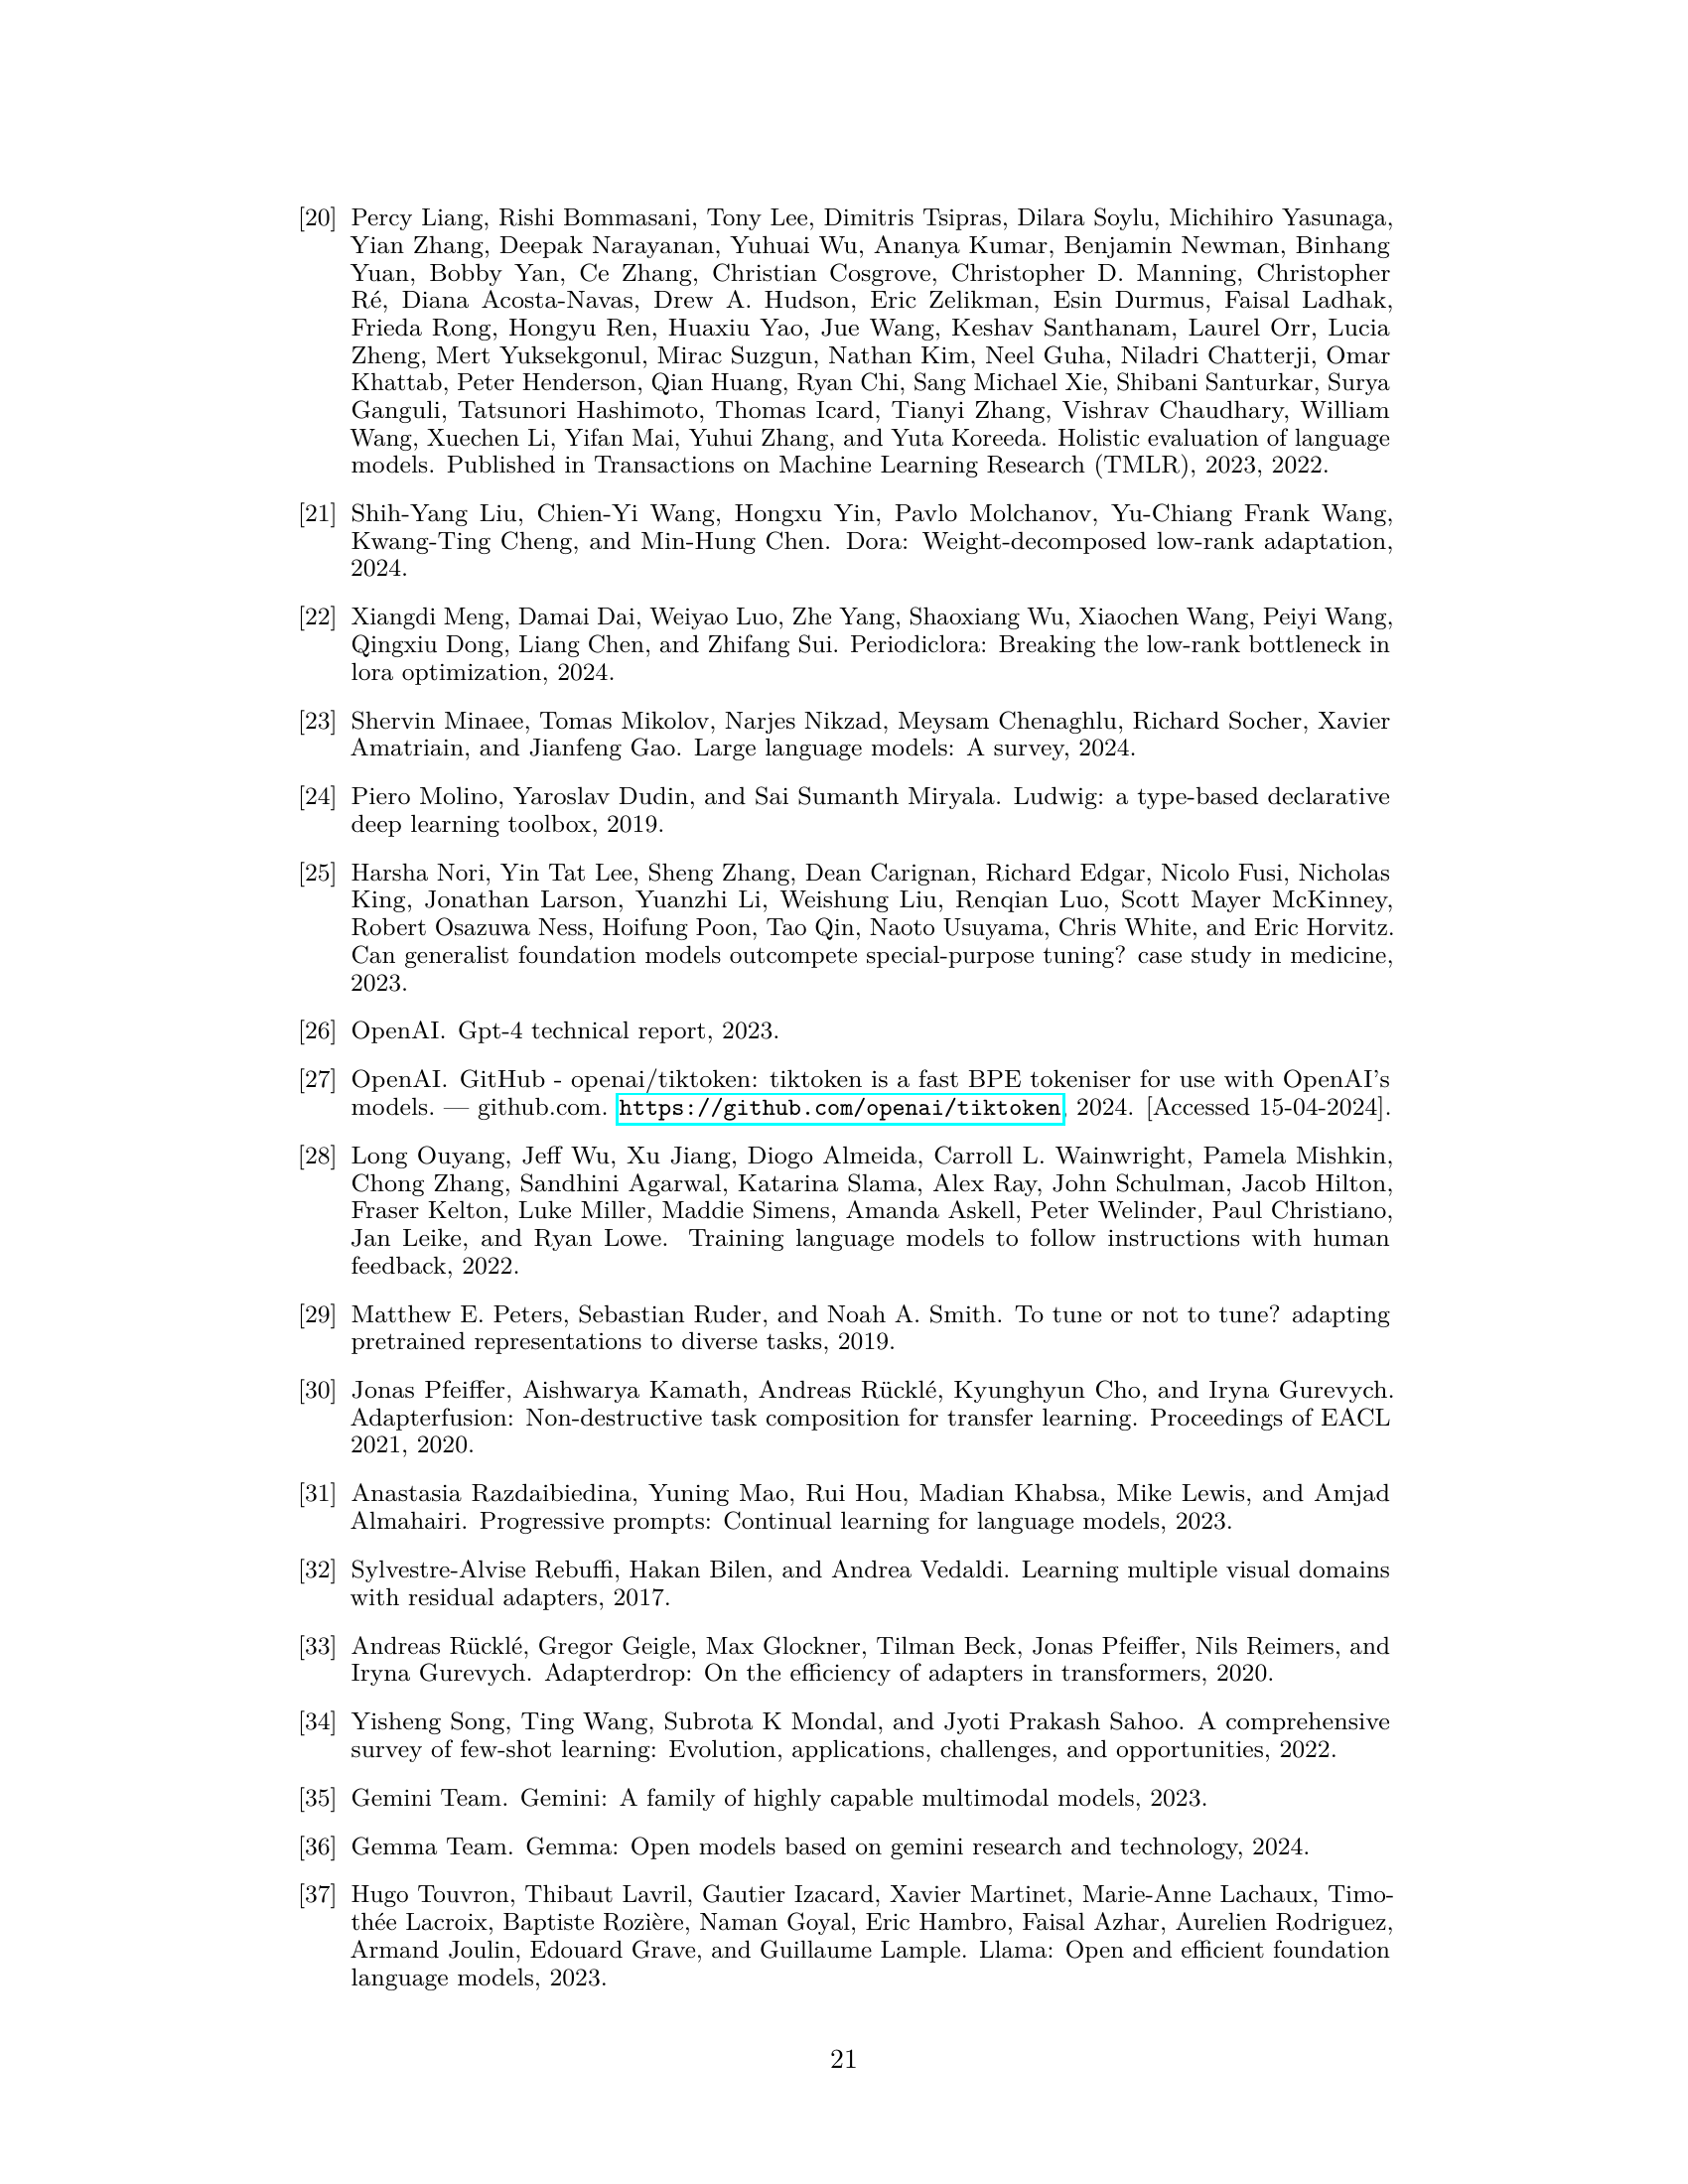 [20] Percy Liang, Rishi Bommasani, Tony Lee, Dimitris Tsipras, Dilara Soylu, Michihiro Yasunaga,
Yian Zhang, Deepak Narayanan, Yuhuai Wu, Ananya Kumar, Benjamin Newman, Binhang
Yuan, Bobby Yan, Ce Zhang, Christian Cosgrove, Christopher D. Manning, Christopher
Ré, Diana Acosta-Navas, Drew A. Hudson, Eric Zelikman, Esin Durmus, Faisal Ladhak,
Frieda Rong, Hongyu Ren, Huaxiu Yao, Jue Wang, Keshav Santhanam, Laurel Orr, Lucia
Zheng, Mert Yuksekgonul, Mirac Suzgun, Nathan Kim, Neel Guha, Niladri Chatterji, Omar
Khattab, Peter Henderson, Qian Huang, Ryan Chi, Sang Michael Xie, Shibani Santurkar, Surya
Ganguli, Tatsunori Hashimoto, Thomas Icard, Tianyi Zhang, Vishrav Chaudhary, William
Wang, Xuechen Li, Yifan Mai, Yuhui Zhang, and Yuta Koreeda. Holistic evaluation of language
models. Published in Transactions on Machine Learning Research (TMLR), 2023, 2022.
[21] Shih-Yang Liu, Chien-Yi Wang, Hongxu Yin, Pavlo Molchanov, Yu-Chiang Frank Wang,
Kwang-Ting Cheng, and Min-Hung Chen. Dora: Weight-decomposed low-rank adaptation,
2024.
[22] Xiangdi Meng, Damai Dai, Weiyao Luo, Zhe Yang, Shaoxiang Wu, Xiaochen Wang, Peiyi Wang,
Qingxiu Dong, Liang Chen, and Zhifang Sui. Periodiclora: Breaking the low-rank bottleneck in
lora optimization, 2024.
[23] Shervin Minaee, Tomas Mikolov, Narjes Nikzad, Meysam Chenaghlu, Richard Socher, Xavier
Amatriain, and Jianfeng Gao. Large language models: A survey, 2024.
[24] Piero Molino, Yaroslav Dudin, and Sai Sumanth Miryala. Ludwig: a type-based declarative
deep learning toolbox, 2019.
[25] Harsha Nori, Yin Tat Lee, Sheng Zhang, Dean Carignan, Richard Edgar, Nicolo Fusi, Nicholas
King, Jonathan Larson, Yuanzhi Li, Weishung Liu, Renqian Luo, Scott Mayer McKinney,
Robert Osazuwa Ness, Hoifung Poon, Tao Qin, Naoto Usuyama, Chris White, and Eric Horvitz.
Can generalist foundation models outcompete special-purpose tuning? case study in medicine,
2023.
[26] OpenAI. Gpt-4 technical report, 2023.
[27] OpenAI. GitHub - openai/tiktoken: tiktoken is a fast BPE tokeniser for use with OpenAI's
models. — github.com. https://github.com/openai/tiktoken, 2024. [Accessed 15-04-2024].
[28] Long Ouyang, Jeff Wu, Xu Jiang, Diogo Almeida, Carroll L. Wainwright, Pamela Mishkin,
Chong Zhang, Sandhini Agarwal, Katarina Slama, Alex Ray, John Schulman, Jacob Hilton,
Fraser Kelton, Luke Miller, Maddie Simens, Amanda Askell, Peter Welinder, Paul Christiano,
Jan Leike, and Ryan Lowe. Training language models to follow instructions with human
feedback, 2022.
[29] Matthew E. Peters, Sebastian Ruder, and Noah A. Smith. To tune or not to tune? adapting
pretrained representations to diverse tasks, 2019.
[30] Jonas Pfeiffer, Aishwarya Kamath, Andreas Rücklé, Kyunghyun Cho, and Iryna Gurevych.
Adapterfusion: Non-destructive task composition for transfer learning. Proceedings of EACL
2021, 2020.
[31] Anastasia Razdaibiedina, Yuning Mao, Rui Hou, Madian Khabsa, Mike Lewis, and Amjad
Almahairi. Progressive prompts: Continual learning for language models, 2023.
[32] Sylvestre-Alvise Rebuffi, Hakan Bilen, and Andrea Vedaldi. Learning multiple visual domains
with residual adapters, 2017.
[33] Andreas Rücklé, Gregor Geigle, Max Glockner, Tilman Beck, Jonas Pfeiffer, Nils Reimers, and
Iryna Gurevych. Adapterdrop: On the efficiency of adapters in transformers, 2020.
[34] Yisheng Song, Ting Wang, Subrota K Mondal, and Jyoti Prakash Sahoo. A comprehensive
survey of few-shot learning: Evolution, applications, challenges, and opportunities, 2022.
[35] Gemini Team. Gemini: A family of highly capable multimodal models, 2023.
[36] Gemma Team. Gemma: Open models based on gemini research and technology, 2024.
[37] Hugo Touvron, Thibaut Lavril, Gautier Izacard, Xavier Martinet, Marie-Anne Lachaux, Timo-
thée Lacroix, Baptiste Rozière, Naman Goyal, Eric Hambro, Faisal Azhar, Aurelien Rodriguez,
Armand Joulin, Edouard Grave, and Guillaume Lample. Llama: Open and efficient foundation
language models, 2023.
21